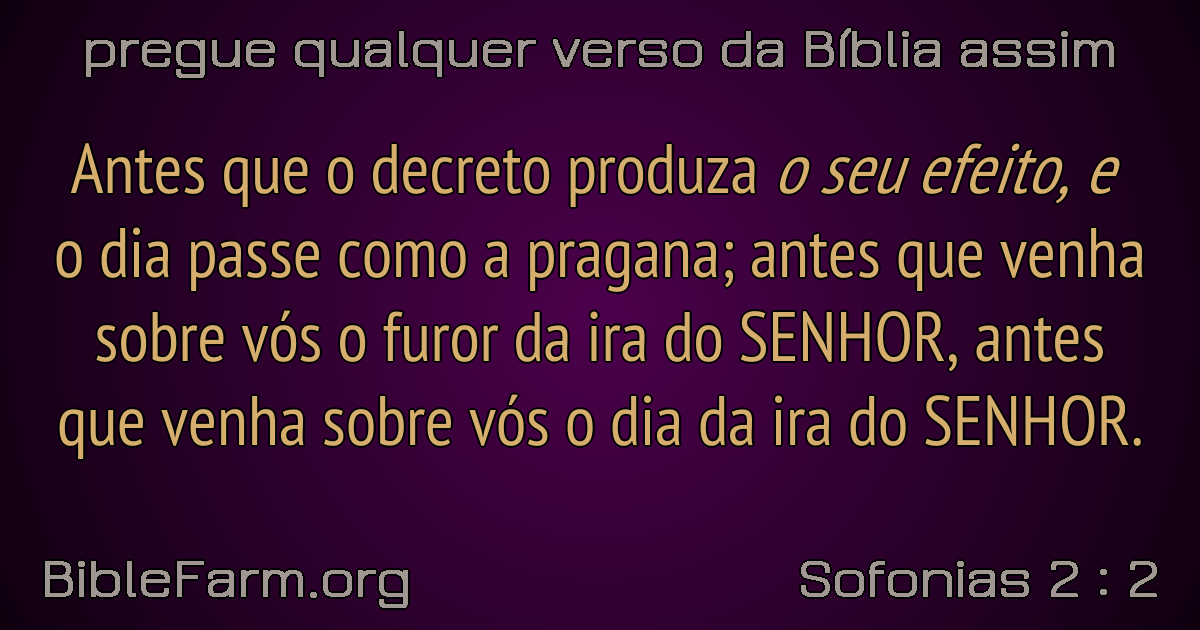 pregue qualquer verso da Bíblia assim
Antes que o decreto produza o seu efeito, e
o dia passe como a pragana; antes que venha
sobre vós o furor da ira do SENHOR, antes
que venha sobre vós o dia da ira do SENHOR.
BibleFarm.org
Sofonias 2 : 2